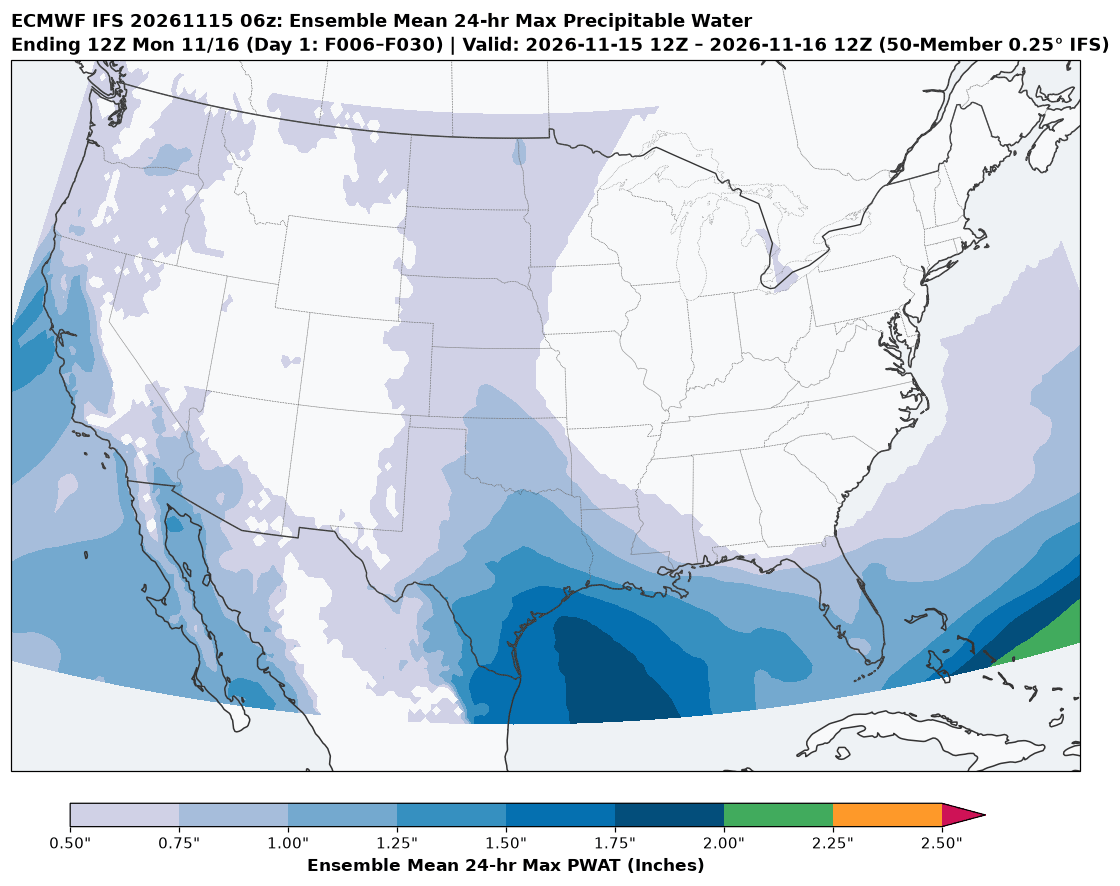 ECMWF IFS 20261115 06z: Ensemble Mean 24-hr Max Precipitable Water
Ending 12Z Mon 11/16 (Day 1: F006–F030) | Valid: 2026-11-15 12Z – 2026-11-16 12Z (50-Member 0.25° IFS)
0.50" 0.75" 1.00" 1.25" 1.50" 1.75" 2.00" 2.25" 2.50"
Ensemble Mean 24-hr Max PWAT (Inches)